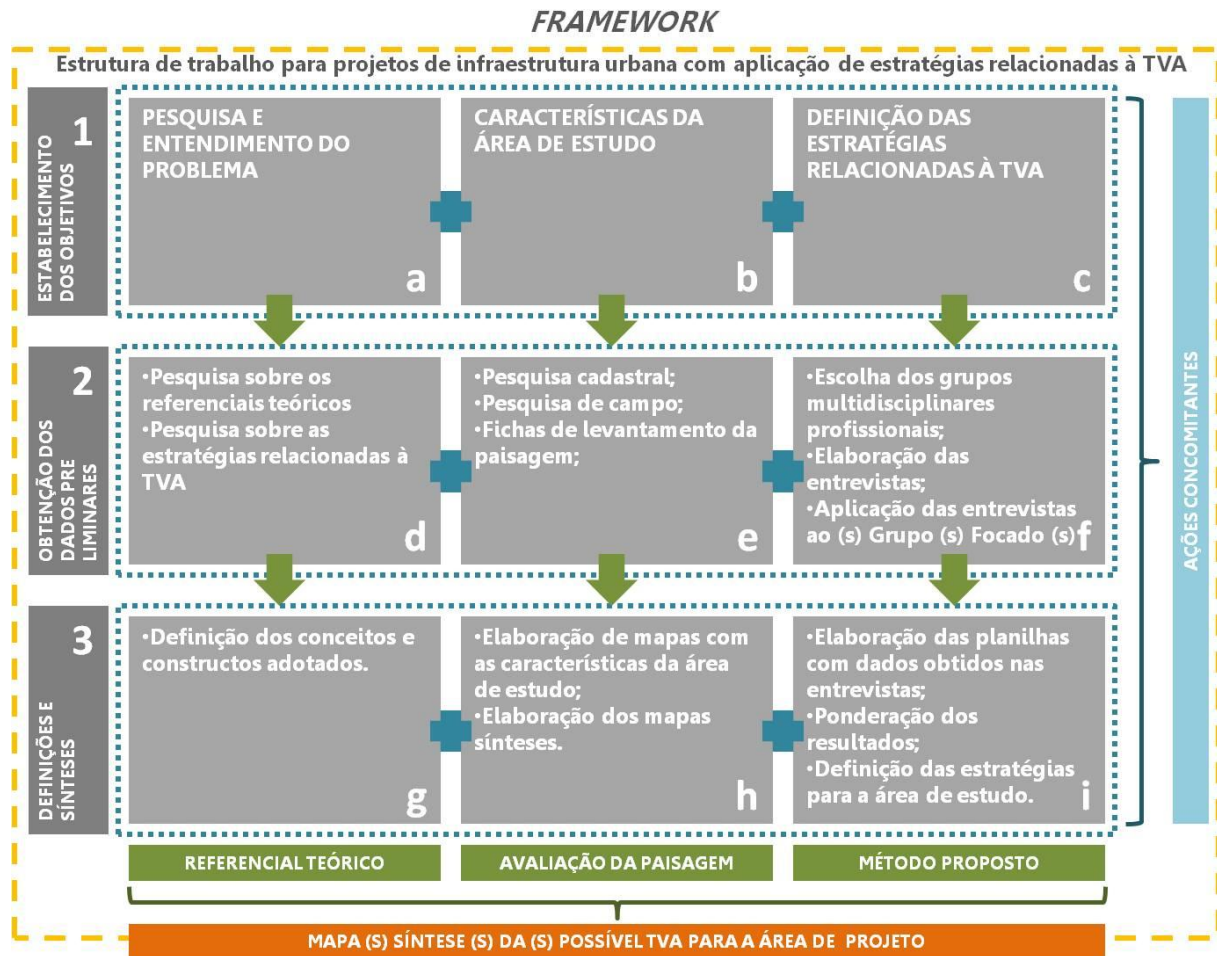 FRAMEWORK
Estrutura de trabalho para projetos de infraestrutura urbana com aplicação de estratégias relacionadas à TVA
1
ESTABELECIMENTO
DOS OBJETIVOS
PESQUISA E
ENTENDIMENTO DO
PROBLEMA
a
CARACTERÍSTICAS DA
ÁREA DE ESTUDO
b
DEFINIÇÃO DAS
ESTRATÉGIAS
RELACIONADAS À TVA
c
2
OBTENÇÃO DOS
DADOS PRE
LIMINARES
•Pesquisa sobre os
referenciais teóricos
•Pesquisa sobre as
estratégias relacionadas à
TVA
d
•Pesquisa cadastral;
•Pesquisa de campo;
•Fichas de levantamento da
paisagem;
e
•Escolha dos grupos
multidisciplinares
profissionais;
•Elaboração das
entrevistas;
•Aplicação das entrevistas
ao (s) Grupo (s) Focado (s)
f
3
DEFINIÇÕES E
SÍNTESES
•Definição dos conceitos e
constructos adotados.
g
•Elaboração de mapas com
as características da área
de estudo;
•Elaboração dos mapas
sínteses.
h
•Elaboração das planilhas
com dados obtidos nas
entrevistas;
•Ponderação dos
resultados;
•Definição das estratégias
para a área de estudo.
i
AÇÕES CONCOMITANTES
REFERENCIAL TEÓRICO
AVALIAÇÃO DA PAISAGEM
MÉTODO PROPOSTO
MAPA (S) SÍNTESE (S) DA (S) POSSÍVEL TVA PARA A ÁREA DE PROJETO